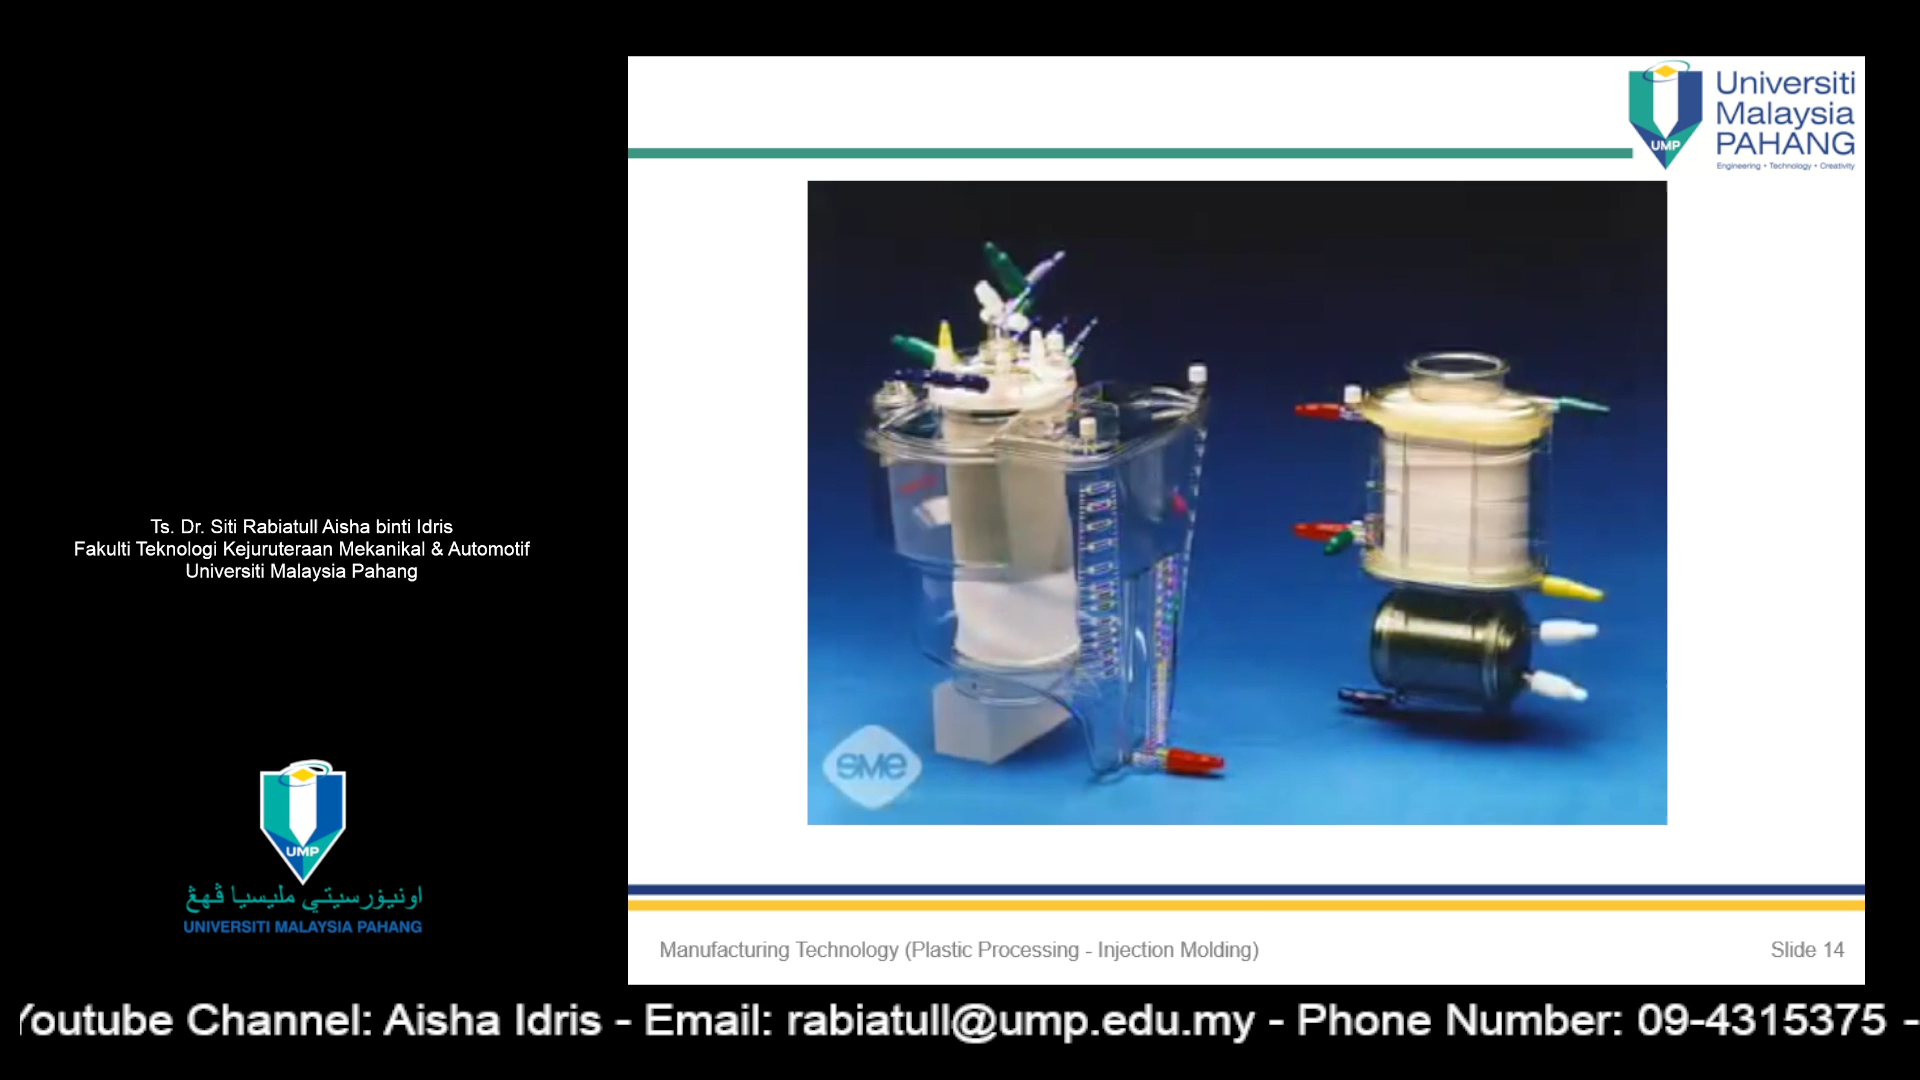 Universiti
Malaysia
PAHANG
Engineering • Technology • Creativity
UMP
Ts. Dr. Siti Rabiatull Aisha binti Idris
Fakulti Teknologi Kejuruteraan Mekanikal & Automotif
Universiti Malaysia Pahang
sme
UMP
اونيۏرسيتي مليسيا ڤهڠ
UNIVERSITI MALAYSIA PAHANG
Manufacturing Technology (Plastic Processing - Injection Molding)
Slide 14
Youtube Channel: Aisha Idris - Email: rabiatull@ump.edu.my - Phone Number: 09-4315375 -